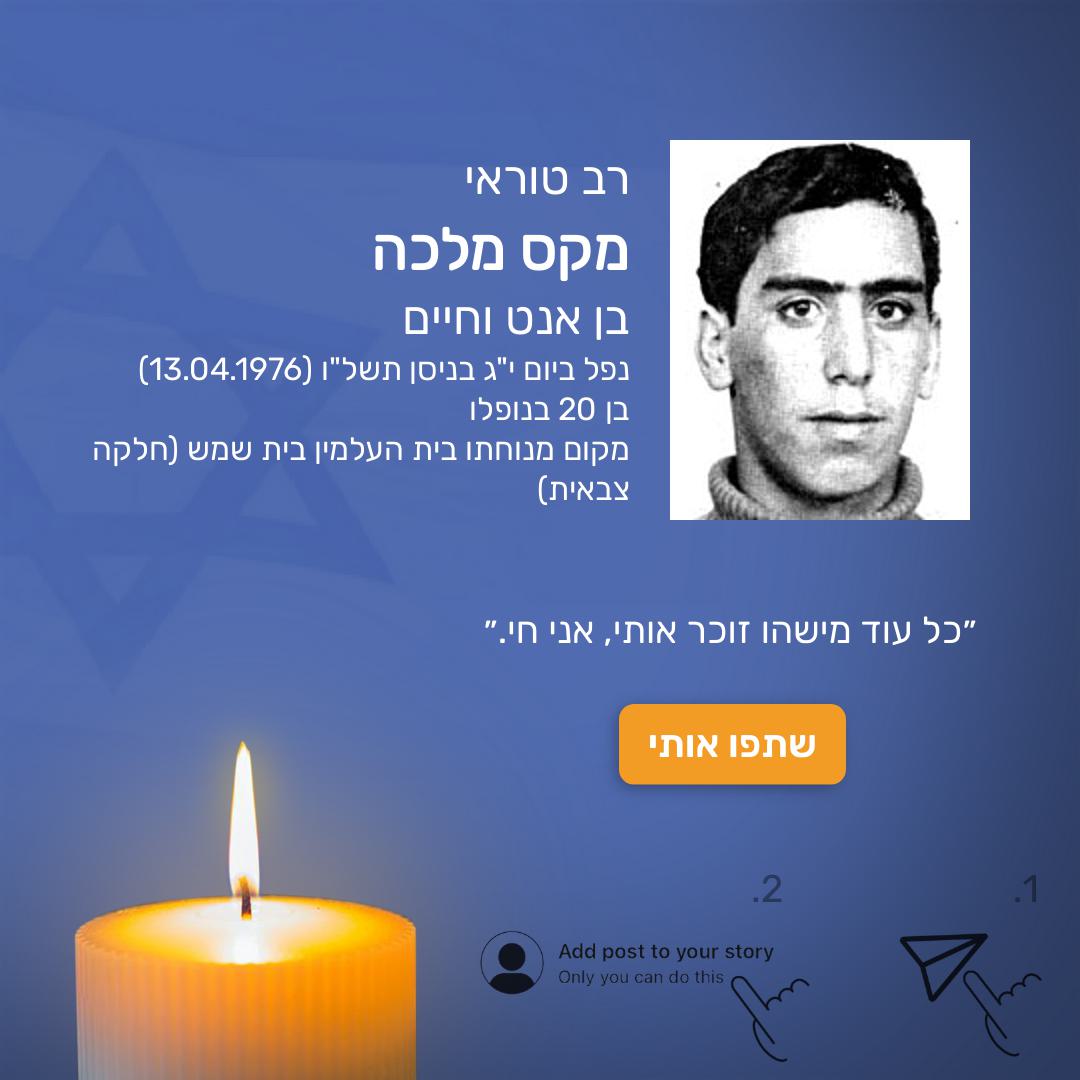 רב טוראי
מקס מלכה
בן אנט וחיים
נפל ביום י"ג בניסן תשל"ו (13.04.1976)
בן 20 בנופלו
מקום מנוחתו בית העלמין בית שמש (חלקה
צבאית)
״כל עוד מישהו זוכר אותי, אני חי.״
שתפו אותי
1.
2.
Add post to your story
Only you can do this